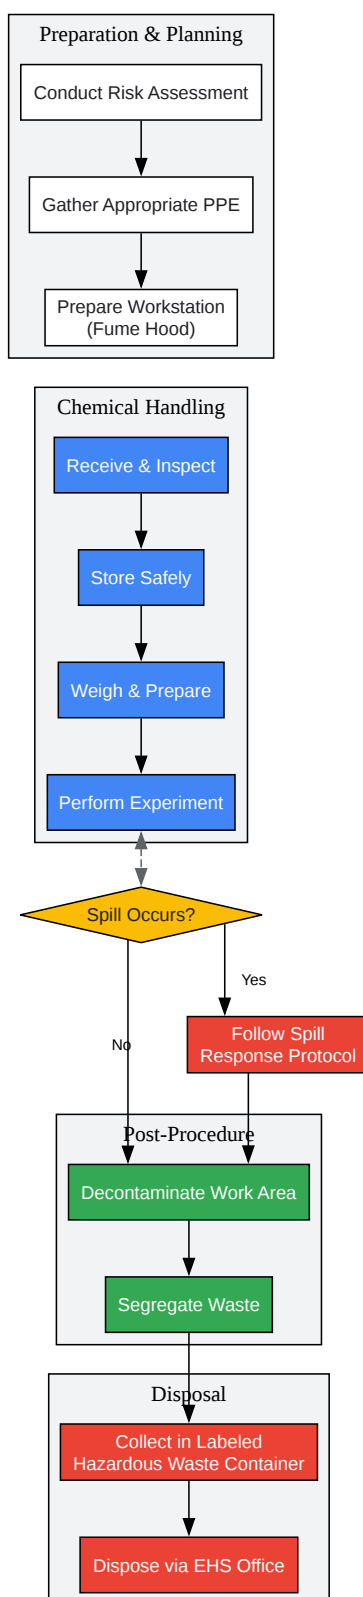 Preparation & Planning
Conduct Risk Assessment
Gather Appropriate PPE
Prepare Workstation
(Fume Hood)
Chemical Handling
Receive & Inspect
Store Safely
Weigh & Prepare
Perform Experiment
Spill Occurs?
Yes
Follow Spill
Response Protocol
No
Post-Procedure
Decontaminate Work Area
Segregate Waste
Disposal
Collect in Labeled
Hazardous Waste Container
Dispose via EHS Office